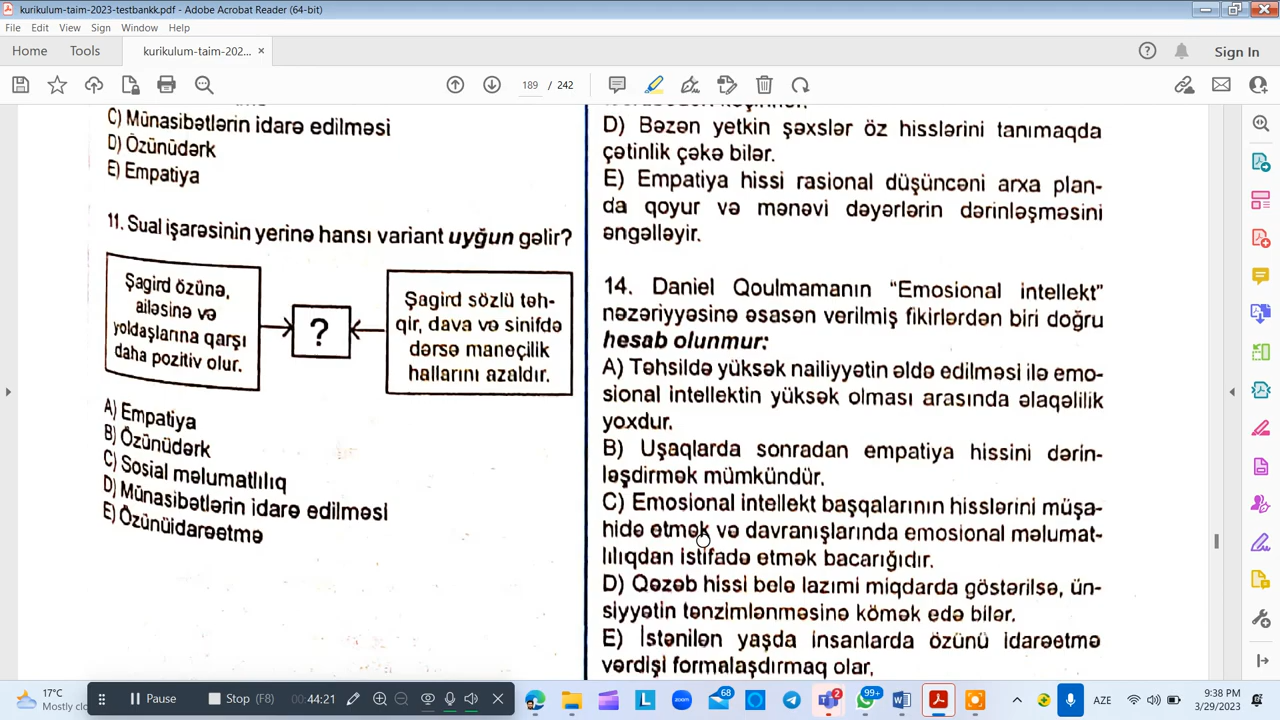 kurikulum-taim-2023-testbankk.pdf - Adobe Acrobat Reader (64-bit)
File Edit View Sign Window Help
Home Tools kurikulum-taim-202... × Sign In
189 / 242
C) Münasibətlərin idarə edilməsi
D) Özünüdərk
E) Empatiya
11. Sual işarəsinin yerinə hansı variant uyğun gəlir?
Şagird özünə,
ailəsinə və
yoldaşlarına qarşı
daha pozitiv olur.
?
Şagird sözlü təh-
qir, dava və sinifdə
dərsə maneçilik
hallarını azaldır.
A) Empatiya
B) Özünüdərk
C) Sosial məlumatlılıq
D) Münasibətlərin idarə edilməsi
E) Özünüidarəetmə
D) Bəzən yetkin şəxslər öz hisslərini tanımaqda
çətinlik çəkə bilər.
E) Empatiya hissi rasional düşüncəni arxa plan-
da qoyur və mənəvi dəyərlərin dərinləşməsini
əngəlləyir.
14. Daniel Qoulmamanın “Emosional intellekt”
nəzəriyyəsinə əsasən verilmiş fikirlərdən biri doğru
hesab olunmur:
A) Təhsildə yüksək nailiyyətin əldə edilməsi ilə emo-
sional intellektin yüksək olması arasında əlaqəlilik
yoxdur.
B) Uşaqlarda sonradan empatiya hissini dərin-
ləşdirmək mümkündür.
C) Emosional intellekt başqalarının hisslərini müşa-
hidə etmək və davranışlarında emosional məlumat-
lılıqdan istifadə etmək bacarığıdır.
D) Qəzəb hissi belə lazımi miqdarda göstərilsə, ün-
siyyətin tənzimlənməsinə kömək edə bilər.
E) İstənilən yaşda insanlarda özünü idarəetmə
vərdişi formalaşdırmaq olar.
17°C
Mostly clo
Pause Stop (F8) 00:44:21
68
2
99+
AZE
9:38 PM
3/29/2023